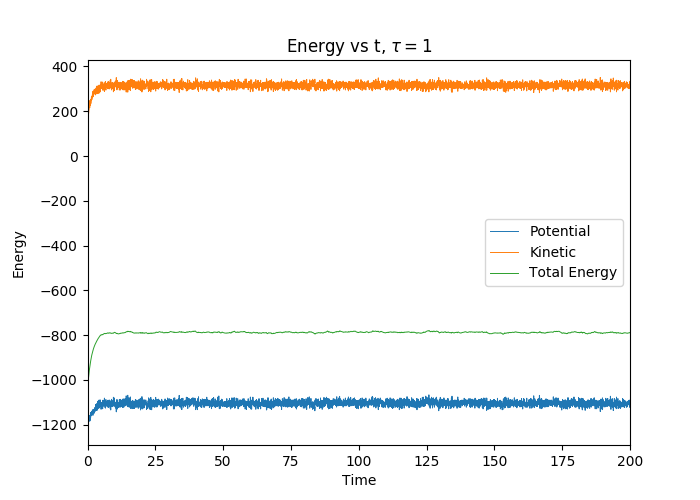 Energy vs t, τ = 1
400
200
0
−200
−400
−600
−800
−1000
−1200
Energy
Potential
Kinetic
Total Energy
0 25 50 75 100 125 150 175 200
Time